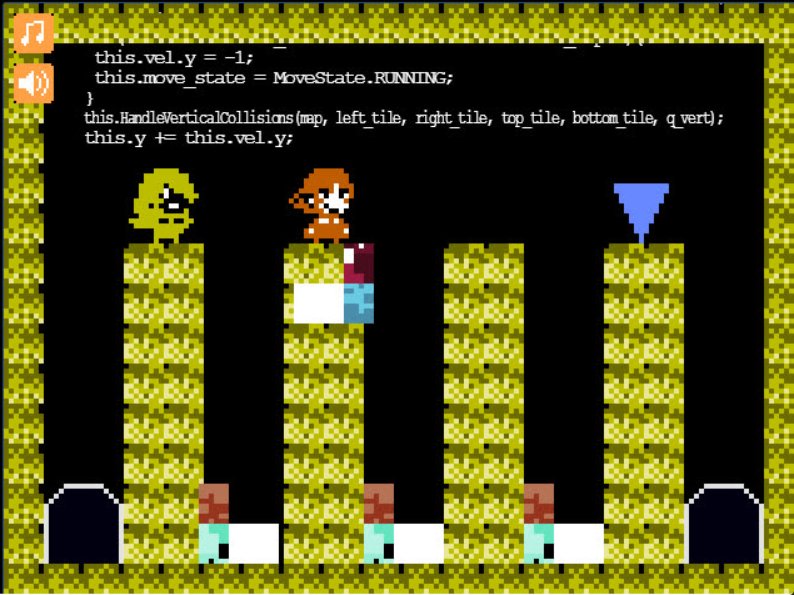 this.vel.y = -1;
this.move_state = MoveState.RUNNING;
}
this.HandleVerticalCollisions(map, left_tile, right_tile, top_tile, bottom_tile, q_vert);
this.y += this.vel.y;